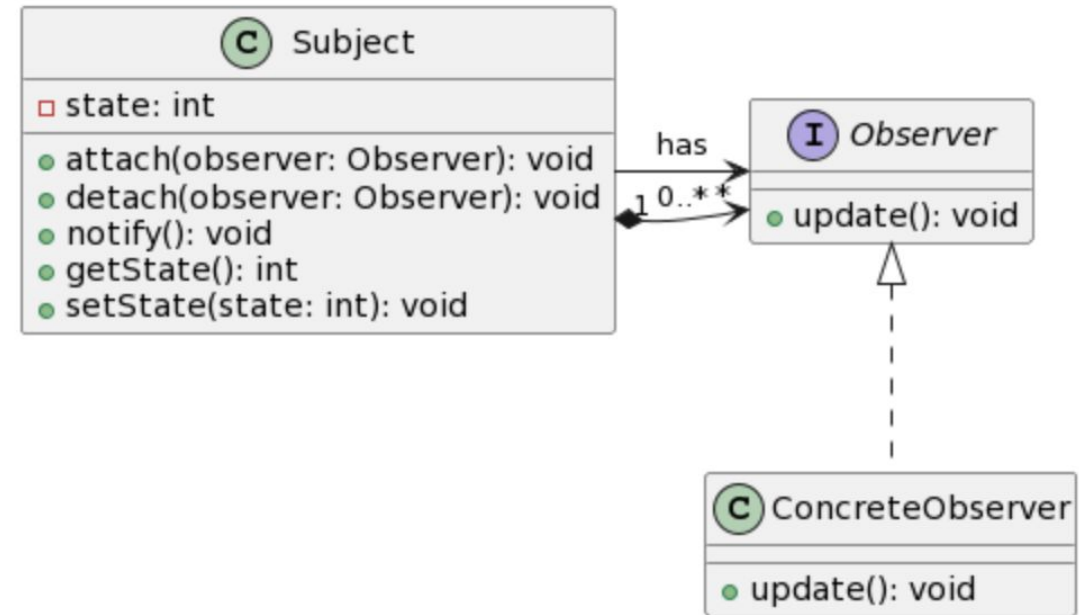 C Subject
state: int
attach(observer: Observer): void
detach(observer: Observer): void
notify(): void
getState(): int
setState(state: int): void
has
1 0..* *
I Observer
update(): void
C ConcreteObserver
update(): void